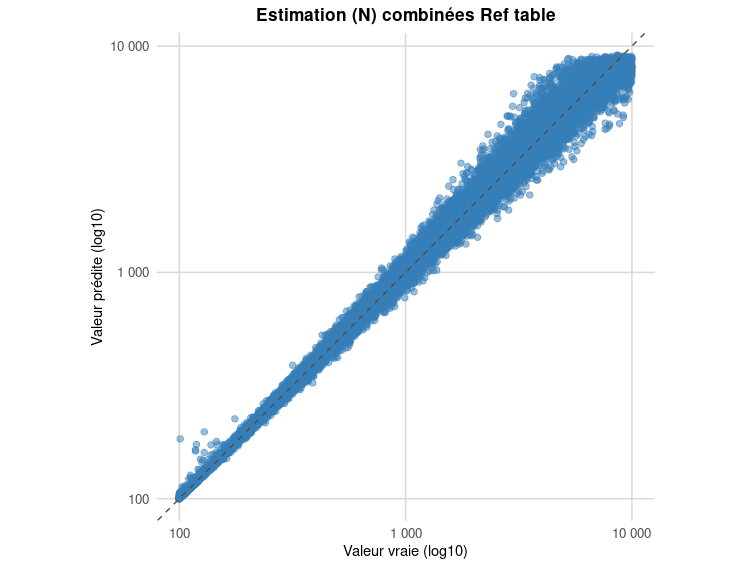 Estimation (N) combinées Ref table
10 000
1 000
100
Valeur prédite (log10)
100
1 000
10 000
Valeur vraie (log10)